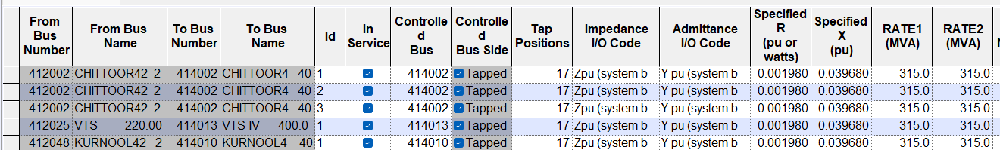 From Bus Number From Bus Name To Bus Number To Bus Name Id In Service Controlle d Bus Controlle d Bus Side Tap Positions Impedance I/O Code Admittance I/O Code Specified R (pu or watts) Specified X (pu) RATE1 (MVA) RATE2 (MVA)
412002 CHITTOOR42 2 414002 CHITTOOR4 40 1 414002 Tapped 17 Zpu (system b Y pu (system b 0.001980 0.039680 315.0 315.0
412002 CHITTOOR42 2 414002 CHITTOOR4 40 2 414002 Tapped 17 Zpu (system b Y pu (system b 0.001980 0.039680 315.0 315.0
412002 CHITTOOR42 2 414002 CHITTOOR4 40 3 414002 Tapped 17 Zpu (system b Y pu (system b 0.001980 0.039680 315.0 315.0
412025 VTS 220.00 414013 VTS-IV 400.0 1 414013 Tapped 17 Zpu (system b Y pu (system b 0.001980 0.039680 315.0 315.0
412048 KURNOOL42 2 414010 KURNOOL4 40 1 414010 Tapped 17 Zpu (system b Y pu (system b 0.001980 0.039680 315.0 315.0